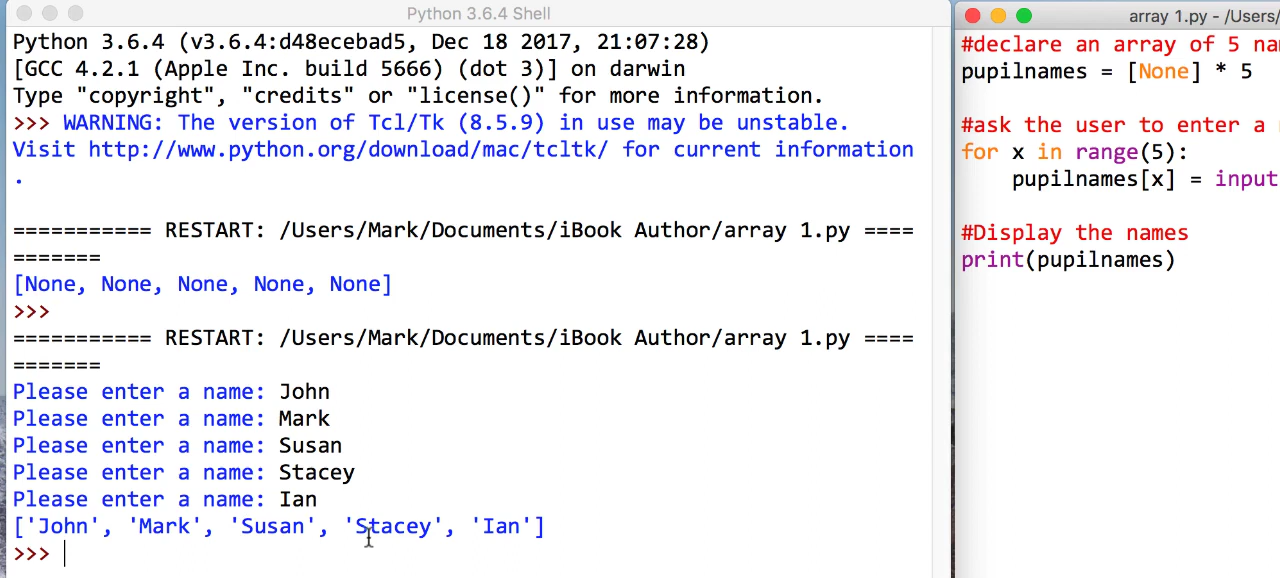 Python 3.6.4 Shell
Python 3.6.4 (v3.6.4:d48ecebad5, Dec 18 2017, 21:07:28)
[GCC 4.2.1 (Apple Inc. build 5666) (dot 3)] on darwin
Type "copyright", "credits" or "license()" for more information.
>>> WARNING: The version of Tcl/Tk (8.5.9) in use may be unstable.
Visit http://www.python.org/download/mac/tcltk/ for current information
.
=========== RESTART: /Users/Mark/Documents/iBook Author/array 1.py ====
=======
[None, None, None, None, None]
>>>
=========== RESTART: /Users/Mark/Documents/iBook Author/array 1.py ====
=======
Please enter a name: John
Please enter a name: Mark
Please enter a name: Susan
Please enter a name: Stacey
Please enter a name: Ian
['John', 'Mark', 'Susan', 'Stacey', 'Ian']
>>>
array 1.py - /Users/
#declare an array of 5
pupilnames = [None] * 5
#ask the user to enter a
for x in range(5):
    pupilnames[x] = input
#Display the names
print(pupilnames)